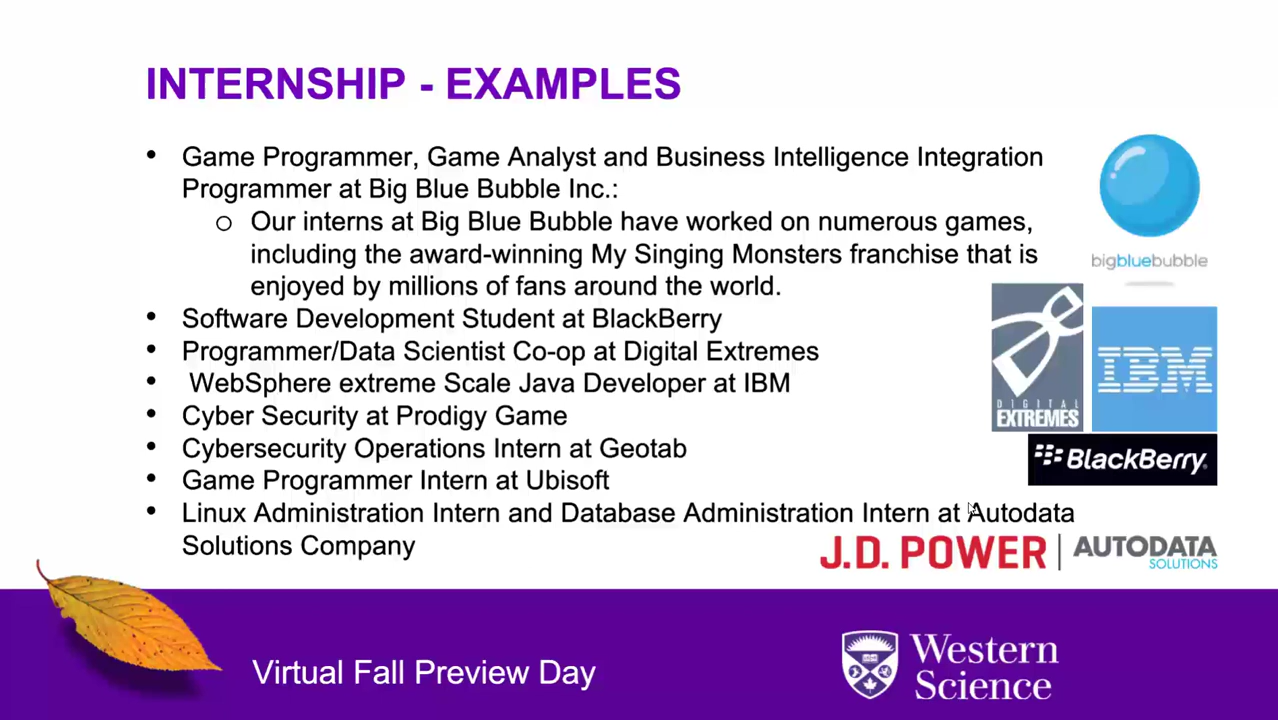 INTERNSHIP - EXAMPLES
• Game Programmer, Game Analyst and Business Intelligence Integration
Programmer at Big Blue Bubble Inc.:
o Our interns at Big Blue Bubble have worked on numerous games,
including the award-winning My Singing Monsters franchise that is
enjoyed by millions of fans around the world.
• Software Development Student at BlackBerry
• Programmer/Data Scientist Co-op at Digital Extremes
• WebSphere extreme Scale Java Developer at IBM
• Cyber Security at Prodigy Game
• Cybersecurity Operations Intern at Geotab
• Game Programmer Intern at Ubisoft
• Linux Administration Intern and Database Administration Intern at Autodata
Solutions Company
bigbluebubble
DIGITAL
EXTREMES
IBM
BlackBerry
J.D. POWER | AUTODATA
SOLUTIONS
Virtual Fall Preview Day
Western
Science